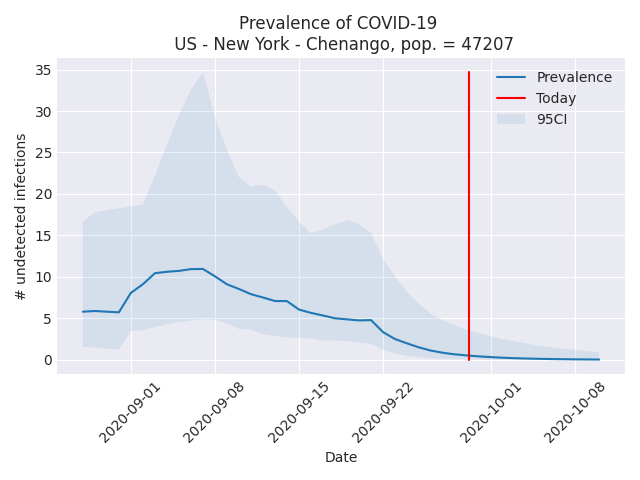 Prevalence of COVID-19
US - New York - Chenango, pop. = 47207
# undetected infections
35
30
25
20
15
10
5
0
Prevalence
Today
95CI
2020-09-01
2020-09-08
2020-09-15
2020-09-22
2020-10-01
2020-10-08
Date